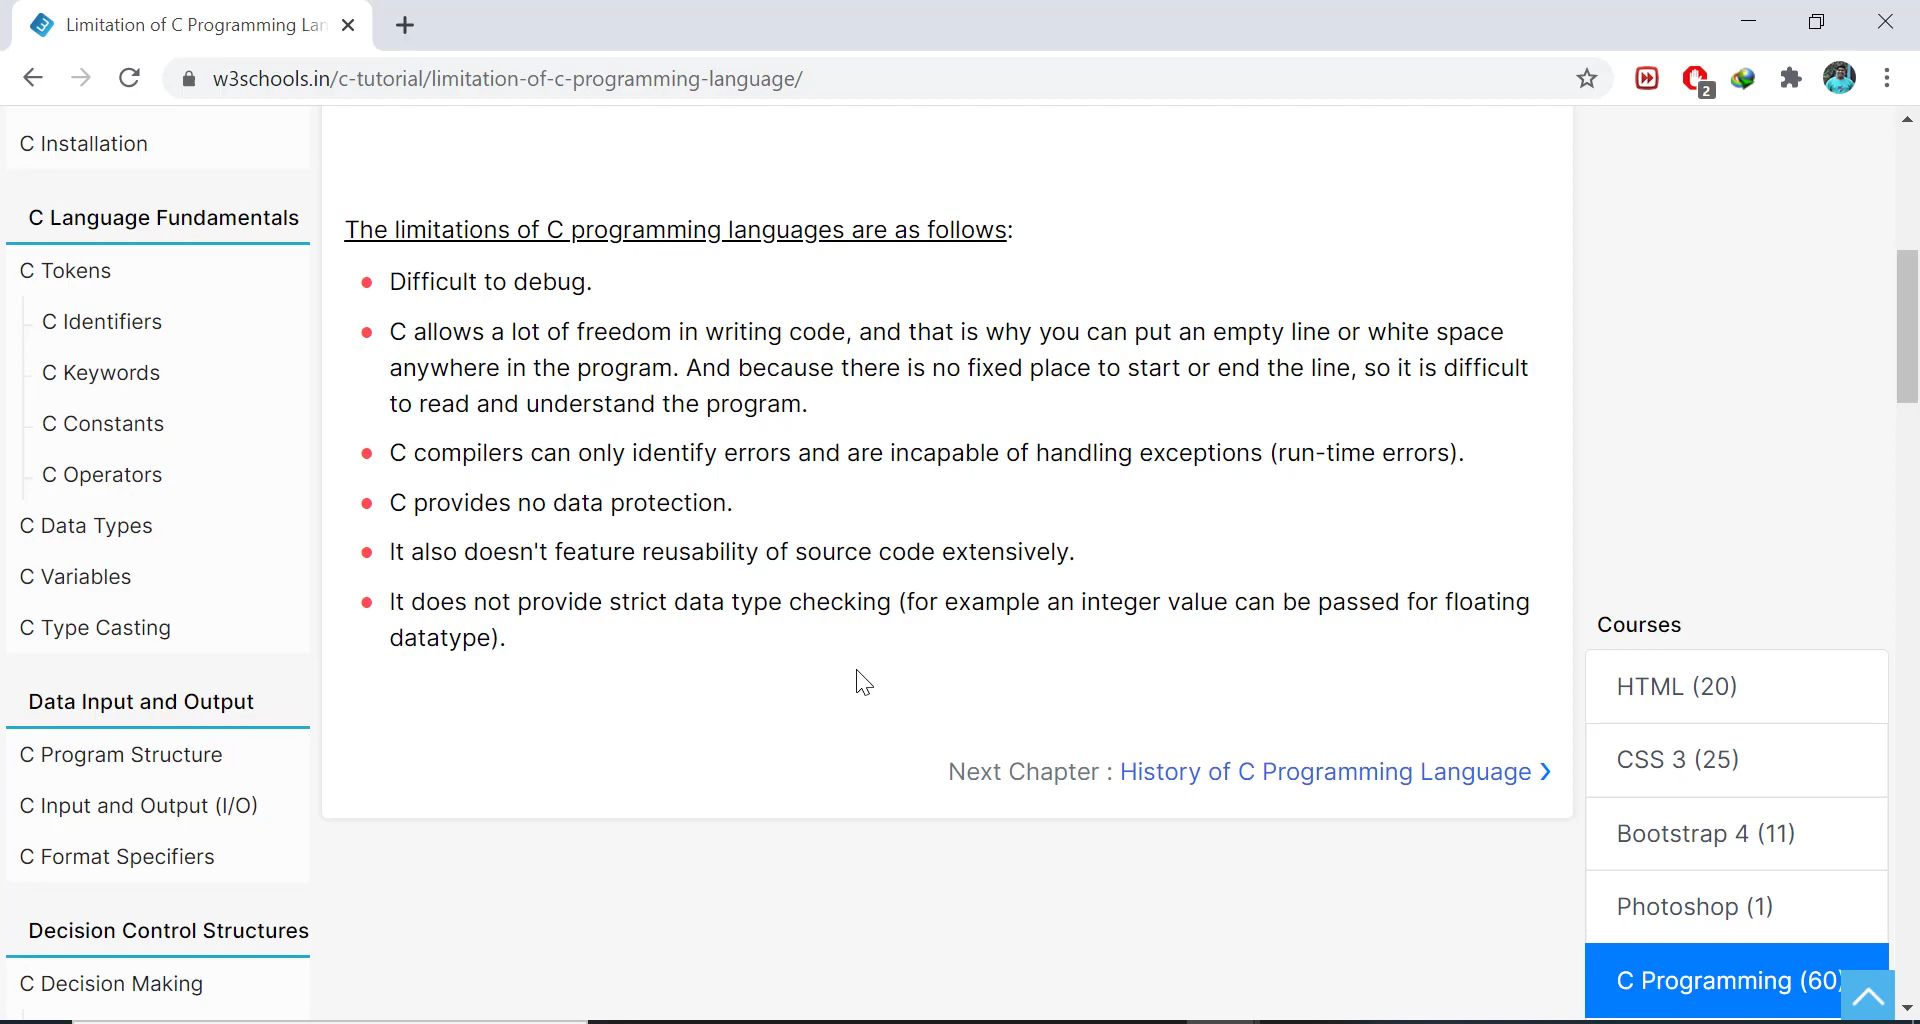 Limitation of C Programming Lan
w3schools.in/c-tutorial/limitation-of-c-programming-language/
2
C Installation
C Language Fundamentals
C Tokens
C Identifiers
C Keywords
C Constants
C Operators
C Data Types
C Variables
C Type Casting
Data Input and Output
C Program Structure
C Input and Output (I/O)
C Format Specifiers
Decision Control Structures
C Decision Making
The limitations of C programming languages are as follows:
Difficult to debug.
C allows a lot of freedom in writing code, and that is why you can put an empty line or white space
anywhere in the program. And because there is no fixed place to start or end the line, so it is difficult
to read and understand the program.
C compilers can only identify errors and are incapable of handling exceptions (run-time errors).
C provides no data protection.
It also doesn't feature reusability of source code extensively.
It does not provide strict data type checking (for example an integer value can be passed for floating
datatype).
Next Chapter : History of C Programming Language
Courses
HTML (20)
CSS 3 (25)
Bootstrap 4 (11)
Photoshop (1)
C Programming (60)